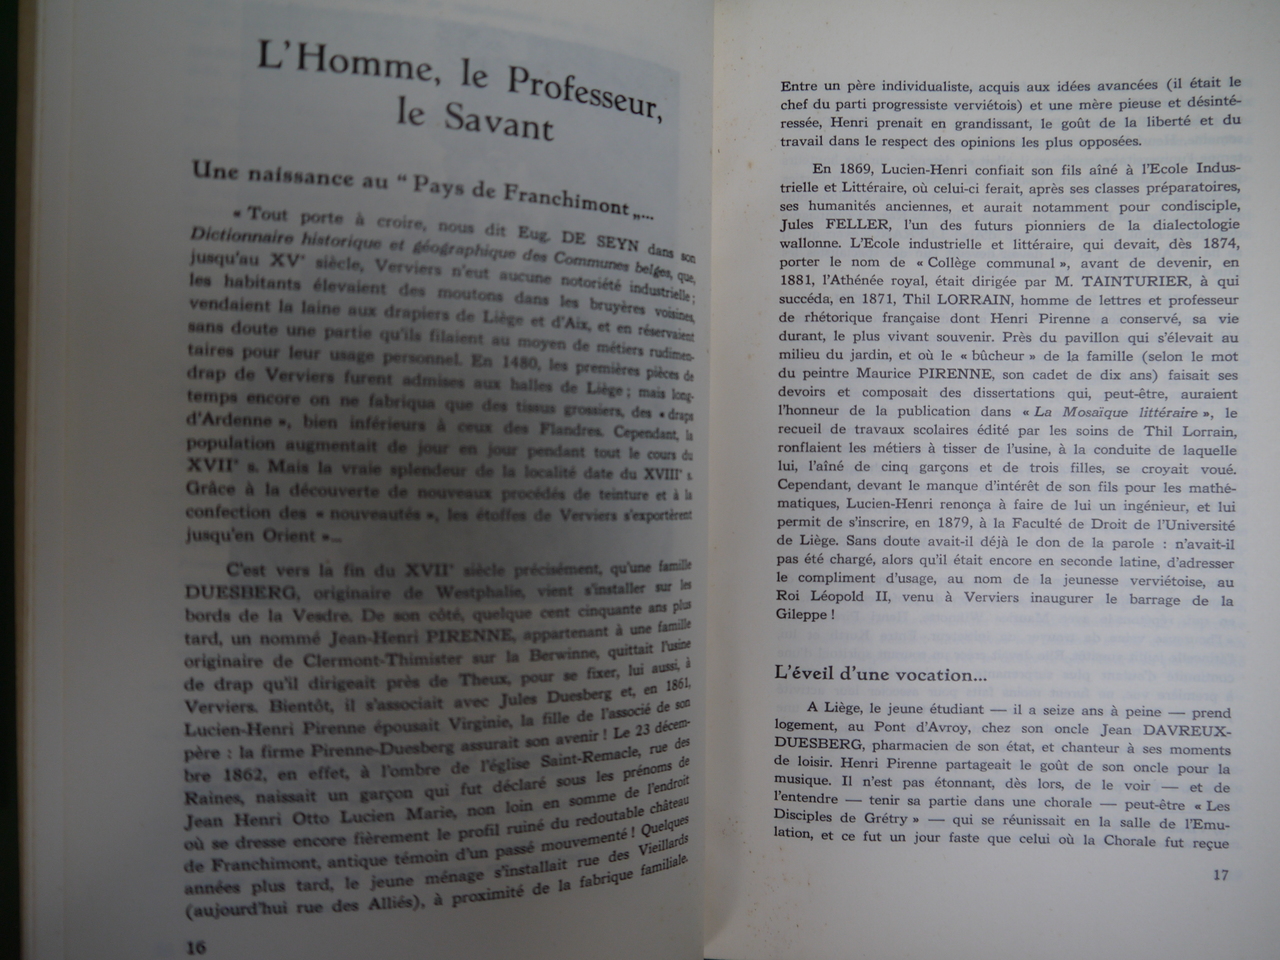 L'Homme, le Professeur,
le Savant
Une naissance au " Pays de Franchimont „...
« Tout porte à croire, nous dit Eug. DE SEYN dans son
Dictionnaire historique et géographique des Communes belges, que,
jusqu'au XVe siècle, Verviers n'eut aucune notoriété industrielle ;
les habitants élevaient des moutons dans les bruyères voisines,
vendaient la laine aux drapiers de Liège et d'Aix, et en réservaient
sans doute une partie qu'ils filaient au moyen de métiers rudimen-
taires pour leur usage personnel. En 1480, les premières pièces de
drap de Verviers furent admises aux halles de Liège ; mais long-
temps encore on ne fabriqua que des tissus grossiers, des « draps
d'Ardenne », bien inférieurs à ceux des Flandres. Cependant, la
population augmentait de jour en jour pendant tout le cours du
XVIIe s. Mais la vraie splendeur de la localité date du XVIIIe s.
Grâce à la découverte de nouveaux procédés de teinture et à la
confection des « nouveautés », les étoffes de Verviers s'exportèrent
jusqu'en Orient »...
C'est vers la fin du XVIIe siècle précisément, qu'une famille
DUESBERG, originaire de Westphalie, vient s'installer sur les
bords de la Vesdre. De son côté, quelque cent cinquante ans plus
tard, un nommé Jean-Henri PIRENNE, appartenant à une famille
originaire de Clermont-Thimister sur la Berwinne, quittait l'usine
de drap qu'il dirigeait près de Theux, pour se fixer, lui aussi, à
Verviers. Bientôt, il s'associait avec Jules Duesberg et, en 1861,
Lucien-Henri Pirenne épousait Virginie, la fille de l'associé de son
père : la firme Pirenne-Duesberg assurait son avenir ! Le 23 décem-
bre 1862, en effet, à l'ombre de l'église Saint-Remacle, rue des
Raines, naissait un garçon qui fut déclaré sous les prénoms de
Jean Henri Otto Lucien Marie, non loin en somme de l'endroit
où se dresse encore fièrement le profil ruiné du redoutable château
de Franchimont, antique témoin d'un passé mouvementé ! Quelques
années plus tard, le jeune ménage s'installait rue des Vieillards
(aujourd'hui rue des Alliés), à proximité de la fabrique familiale.
16
Entre un père individualiste, acquis aux idées avancées (il était le
chef du parti progressiste verviétois) et une mère pieuse et désinté-
ressée, Henri prenait en grandissant, le goût de la liberté et du
travail dans le respect des opinions les plus opposées.
En 1869, Lucien-Henri confiait son fils aîné à l'Ecole Indus-
trielle et Littéraire, où celui-ci ferait, après ses classes préparatoires,
ses humanités anciennes, et aurait notamment pour condisciple,
Jules FELLER, l'un des futurs pionniers de la dialectologie
wallonne. L'École industrielle et littéraire, qui devait, dès 1874,
porter le nom de « Collège communal », avant de devenir, en
1881, l'Athénée royal, était dirigée par M. TAINTURIER, à qui
succéda, en 1871, Thil LORRAIN, homme de lettres et professeur
de rhétorique française dont Henri Pirenne a conservé, sa vie
durant, le plus vivant souvenir. Près du pavillon qui s'élevait au
milieu du jardin, et où le « bûcheur » de la famille (selon le mot
du peintre Maurice PIRENNE, son cadet de dix ans) faisait ses
devoirs et composait des dissertations qui, peut-être, auraient
l'honneur de la publication dans « La Mosaïque littéraire », le
recueil de travaux scolaires édité par les soins de Thil Lorrain,
ronflaient les métiers à tisser de l'usine, à la conduite de laquelle
lui, l'aîné de cinq garçons et de trois filles, se croyait voué.
Cependant, devant le manque d'intérêt de son fils pour les mathé-
matiques, Lucien-Henri renonça à faire de lui un ingénieur, et lui
permit de s'inscrire, en 1879, à la Faculté de Droit de l'Université
de Liège. Sans doute avait-il déjà le don de la parole : n'avait-il
pas été chargé, alors qu'il était encore en seconde latine, d'adresser
le compliment d'usage, au nom de la jeunesse verviétoise, au
Roi Léopold II, venu à Verviers inaugurer le barrage de la
Gileppe !
L'éveil d'une vocation...
A Liège, le jeune étudiant — il a seize ans à peine — prend
logement, au Pont d'Avroy, chez son oncle Jean DAVREUX-
DUESBERG, pharmacien de son état, et chanteur à ses moments
de loisir. Henri Pirenne partageait le goût de son oncle pour la
musique. Il n'est pas étonnant, dès lors, de le voir — et de
l'entendre — tenir sa partie dans une chorale — peut-être « Les
Disciples de Grétry » — qui se réunissait en la salle de l'Emu-
lation, et ce fut un jour faste que celui où la Chorale fut reçue
17